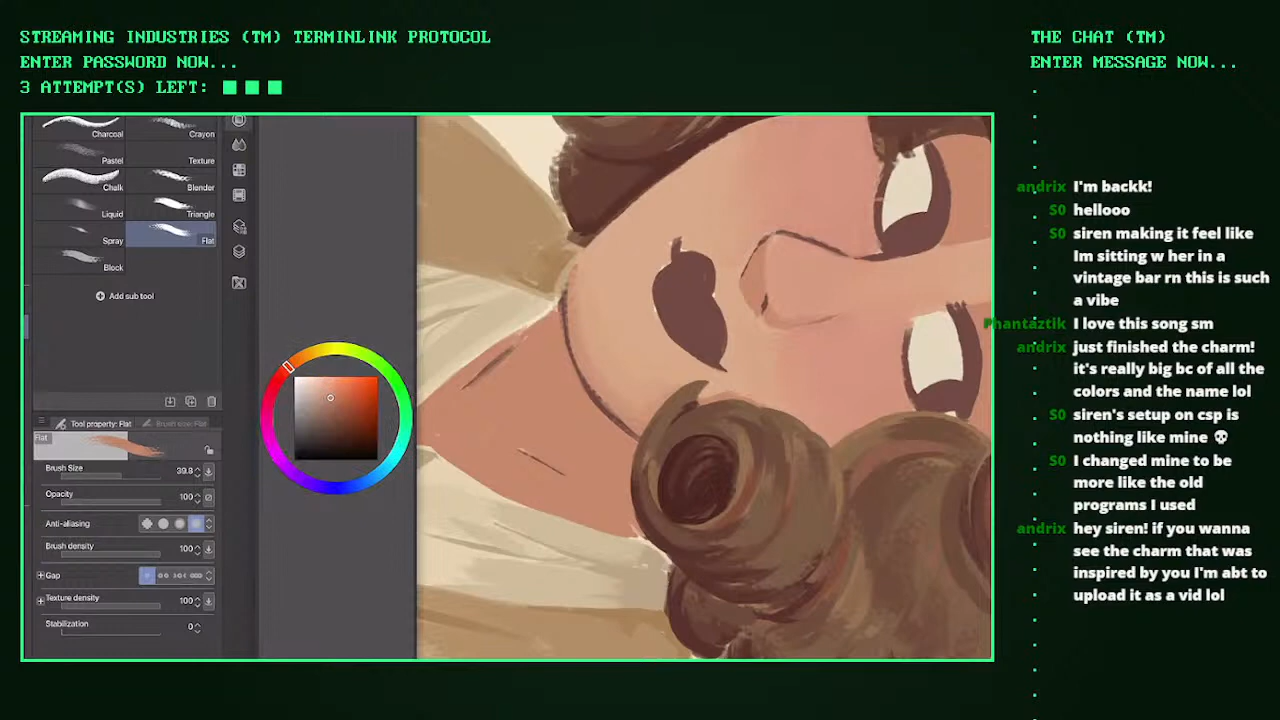 STREAMING INDUSTRIES (TM) TERMINLINK PROTOCOL
ENTER PASSWORD NOW...
3 ATTEMPT(S) LEFT:
THE CHAT (TM)
ENTER MESSAGE NOW...
Charcoal
Crayon
Pastel
Texture
Chalk
Blender
Liquid
Triangle
Spray
Flat
Block
Add sub tool
Tool property: Flat
Brush size: Flat
Flat
Brush Size 39.8
Opacity 100
Anti-aliasing
Brush density 100
Gap
Texture density 100
Stabilization 0
andrix I'm backk!
S0 hellooo
S0 siren making it feel like
Im sitting w her in a
vintage bar rn this is such
a vibe
Phantaztik I love this song sm
andrix just finished the charm!
it's really big bc of all the
colors and the name lol
S0 siren's setup on csp is
nothing like mine 💀
S0 I changed mine to be
more like the old
programs I used
andrix hey siren! if you wanna
see the charm that was
inspired by you I'm abt to
upload it as a vid lol